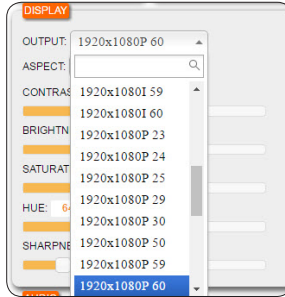 DISPLAY
OUTPUT: 1920x1080P 60
ASPECT:
CONTRAS
1920x1080I 59
1920x1080I 60
BRIGHTN
1920x1080P 23
1920x1080P 24
SATURAT
1920x1080P 25
1920x1080P 29
HUE: 64
1920x1080P 30
1920x1080P 50
SHARPNE
1920x1080P 59
1920x1080P 60
AUDIO